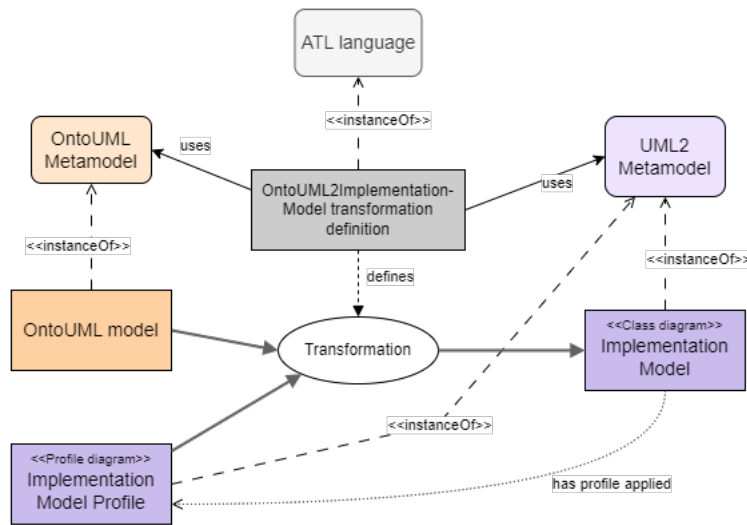 ATL language
<<instanceOf>>
OntoUML
Metamodel
uses
UML2
Metamodel
OntoUML2Implementation-
Model transformation
definition
uses
<<instanceOf>>
<<instanceOf>>
defines
OntoUML model
Transformation
<<Class diagram>>
Implementation
Model
<<instanceOf>>
<<Profile diagram>>
Implementation
Model Profile
has profile applied